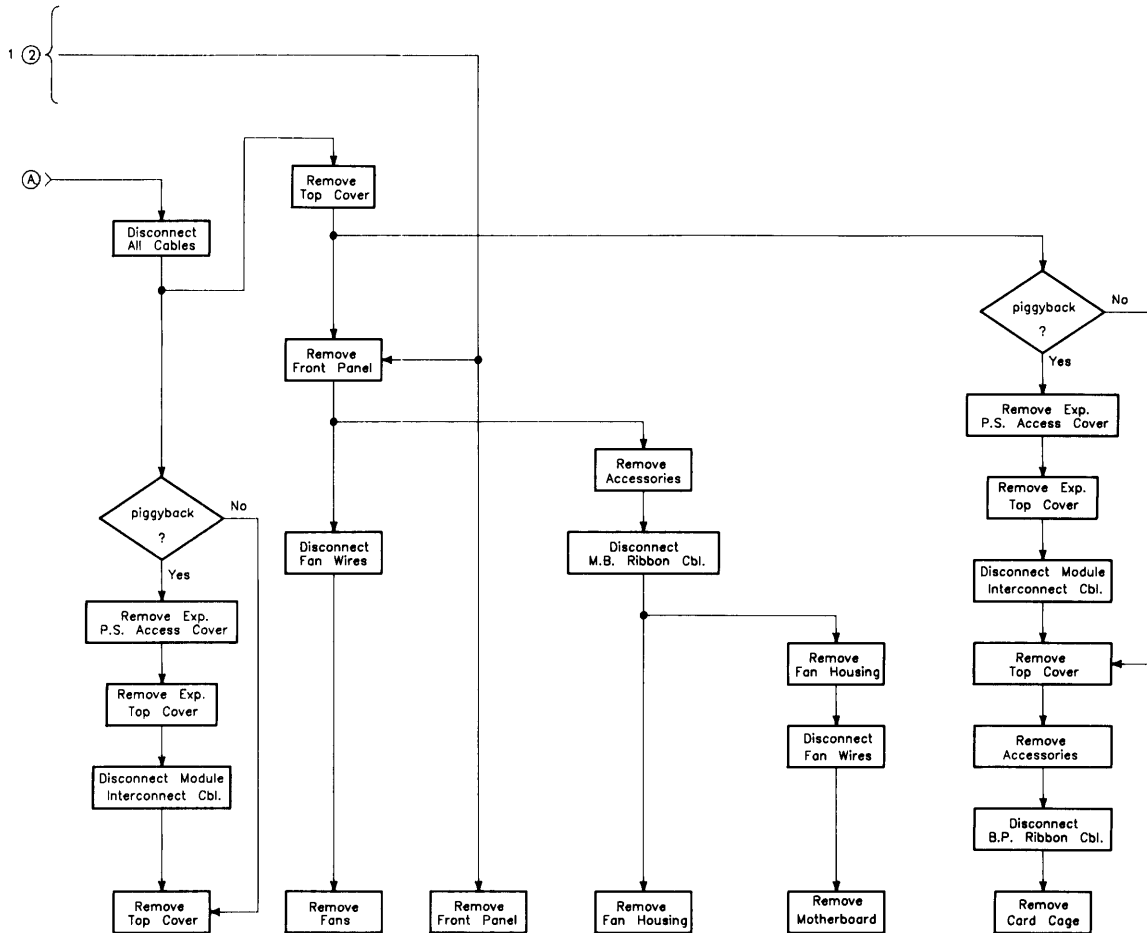 1 2
A
Disconnect
All Cables
Remove
Top Cover
piggyback
?
No
Yes
Remove Exp.
P.S. Access Cover
Remove Exp.
Top Cover
Disconnect Module
Interconnect Cbl.
Remove
Top Cover
Remove
Front Panel
Disconnect
Fan Wires
Remove
Fans
Remove
Front Panel
Remove
Accessories
Disconnect
M.B. Ribbon Cbl.
Remove
Fan Housing
Remove
Fan Housing
Disconnect
Fan Wires
Remove
Motherboard
piggyback
?
No
Yes
Remove Exp.
P.S. Access Cover
Remove Exp.
Top Cover
Disconnect Module
Interconnect Cbl.
Remove
Top Cover
Remove
Accessories
Disconnect
B.P. Ribbon Cbl.
Remove
Card Cage